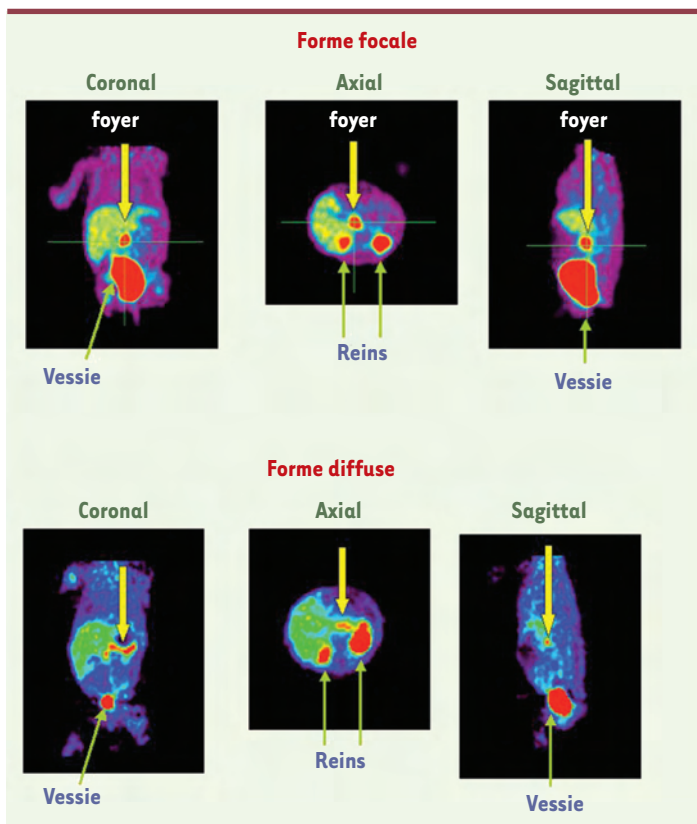 Forme focale
Coronal Axial Sagittal
foyer foyer foyer
Reins
Vessie Vessie
Forme diffuse
Coronal Axial Sagittal
Reins
Vessie Vessie